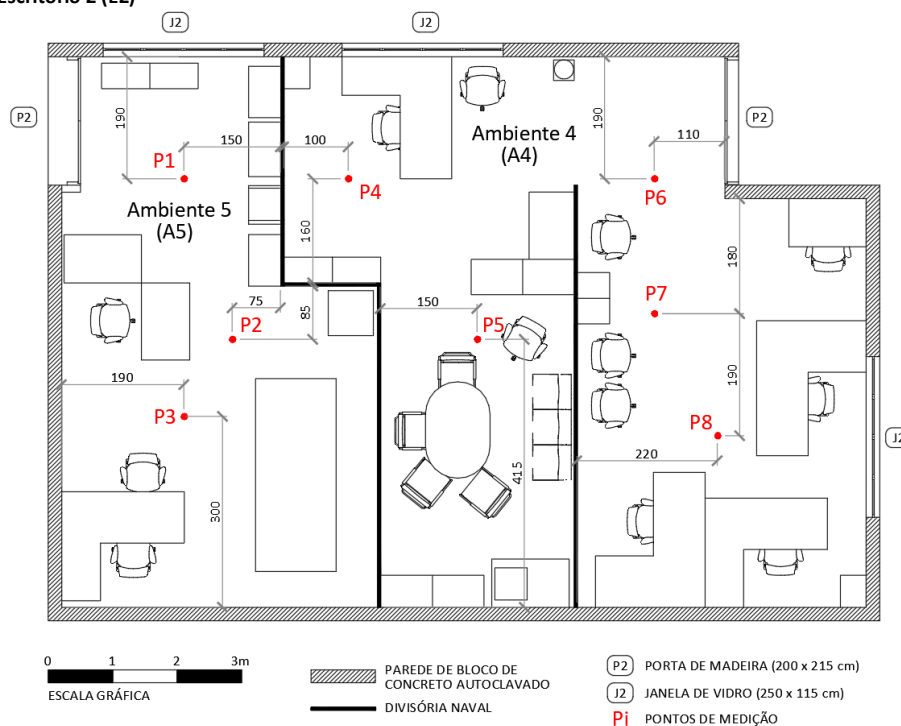 Escritório 2 (E2)
J2
J2
P2
P2
190
150
100
190
110
Ambiente 4
(A4)
P1
P4
P6
Ambiente 5
(A5)
160
180
75
85
150
P2
P5
P7
190
190
P3
P8
J2
220
415
300
0 1 2 3m
ESCALA GRÁFICA
PAREDE DE BLOCO DE
CONCRETO AUTOCLAVADO
DIVISÓRIA NAVAL
P2 PORTA DE MADEIRA (200 x 215 cm)
J2 JANELA DE VIDRO (250 x 115 cm)
Pi PONTOS DE MEDIÇÃO